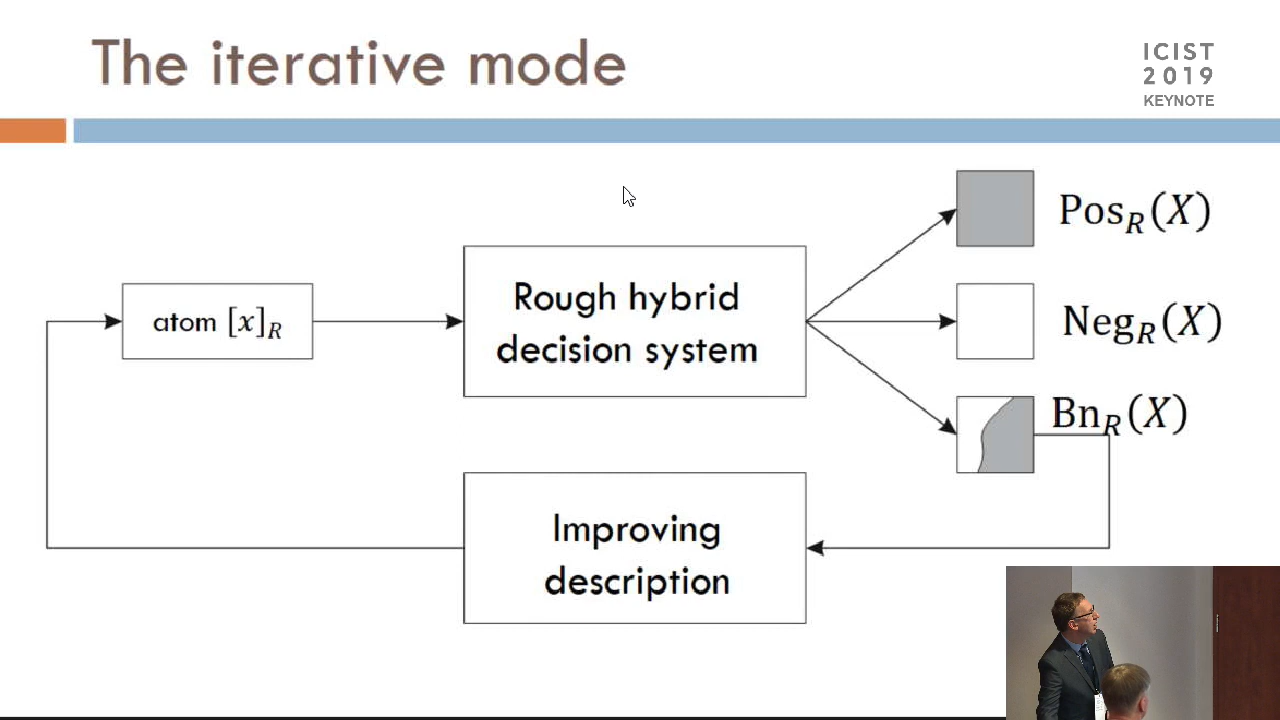 The iterative mode
ICIST
2019
KEYNOTE
atom [x]_R
Rough hybrid
decision system
Pos_R(X)
Neg_R(X)
Bn_R(X)
Improving
description